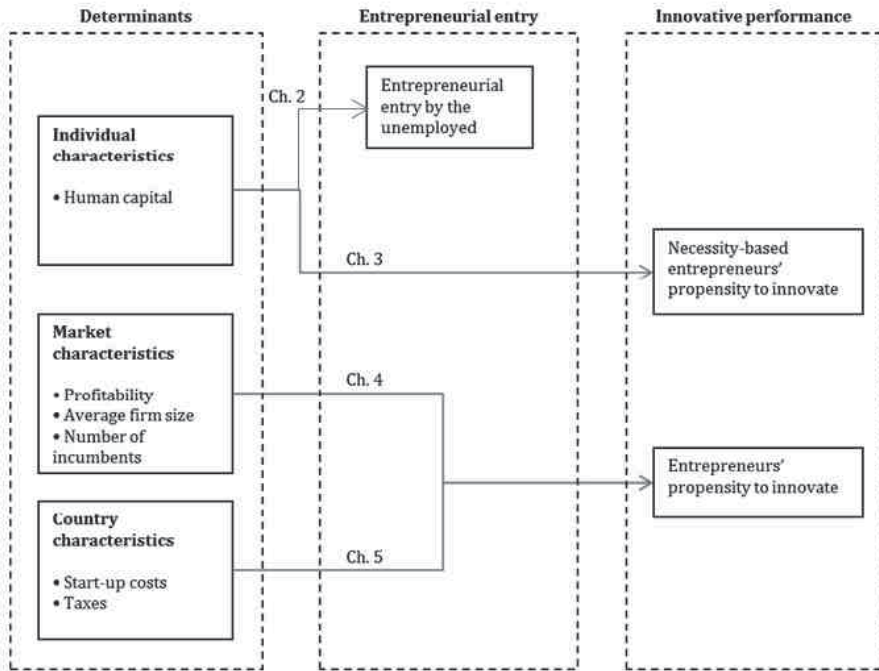 Determinants
Entrepreneurial entry
Innovative performance
Ch. 2
Entrepreneurial
entry by the
unemployed
Individual
characteristics
• Human capital
Ch. 3
Necessity-based
entrepreneurs'
propensity to innovate
Market
characteristics
• Profitability
• Average firm size
• Number of
incumbents
Ch. 4
Entrepreneurs'
propensity to innovate
Country
characteristics
• Start-up costs
• Taxes
Ch. 5